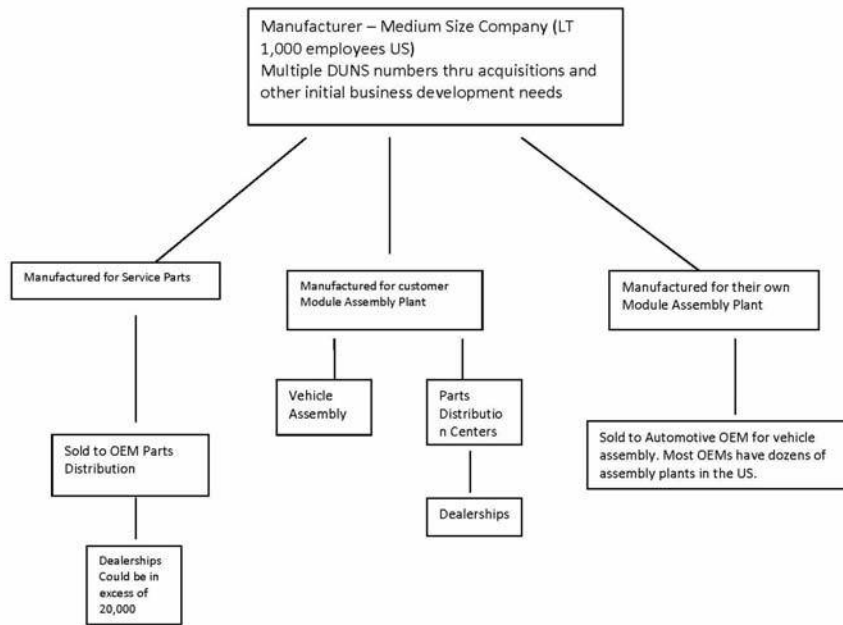 Manufacturer – Medium Size Company (LT
1,000 employees US)
Multiple DUNS numbers thru acquisitions and
other initial business development needs
Manufactured for Service Parts
Manufactured for customer
Module Assembly Plant
Manufactured for their own
Module Assembly Plant
Vehicle
Assembly
Parts
Distributio
n Centers
Sold to OEM Parts
Distribution
Sold to Automotive OEM for vehicle
assembly. Most OEMs have dozens of
assembly plants in the US.
Dealerships
Dealerships
Could be in
excess of
20,000